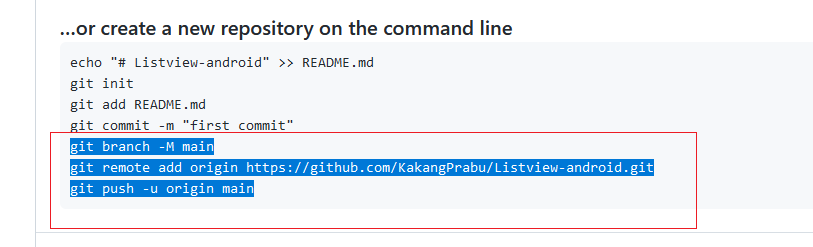 ...or create a new repository on the command line
echo "# Listview-android" >> README.md
git init
git add README.md
git commit -m "first commit"
git branch -M main
git remote add origin https://github.com/KakangPrabu/Listview-android.git
git push -u origin main